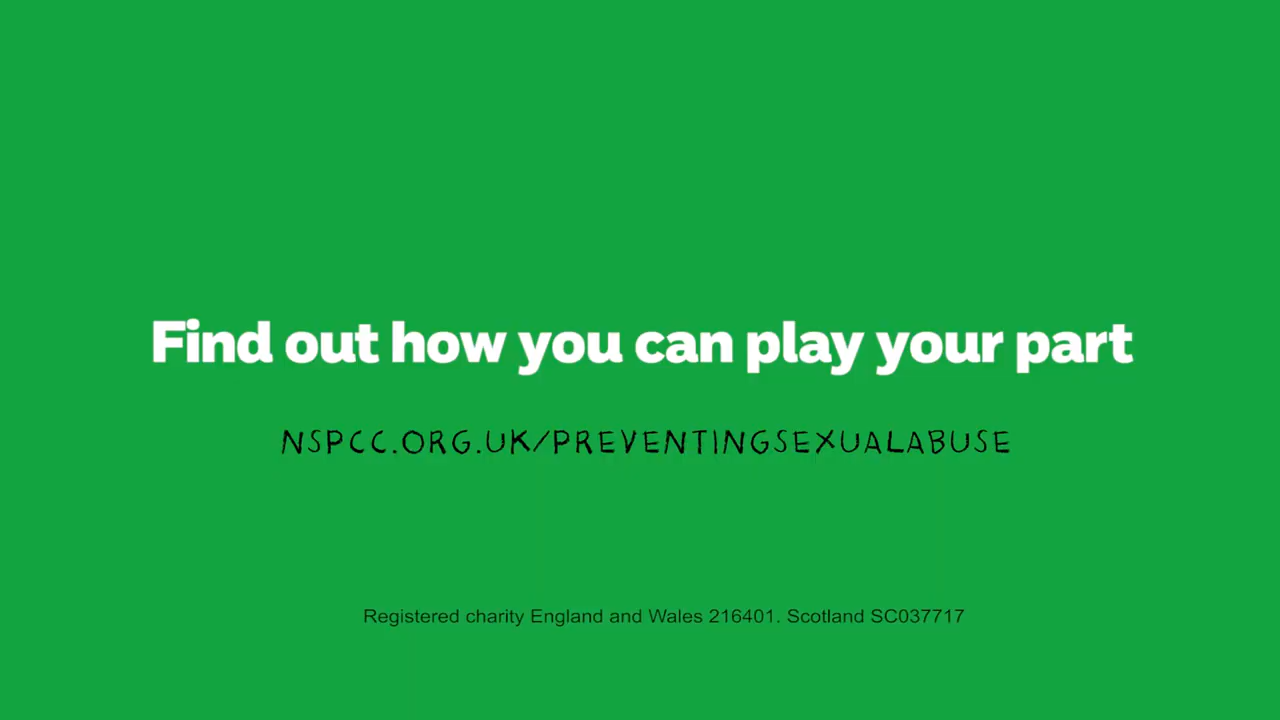 Find out how you can play your part
NSPCC.ORG.UK/PREVENTINGSEXUALABUSE
Registered charity England and Wales 216401. Scotland SC037717